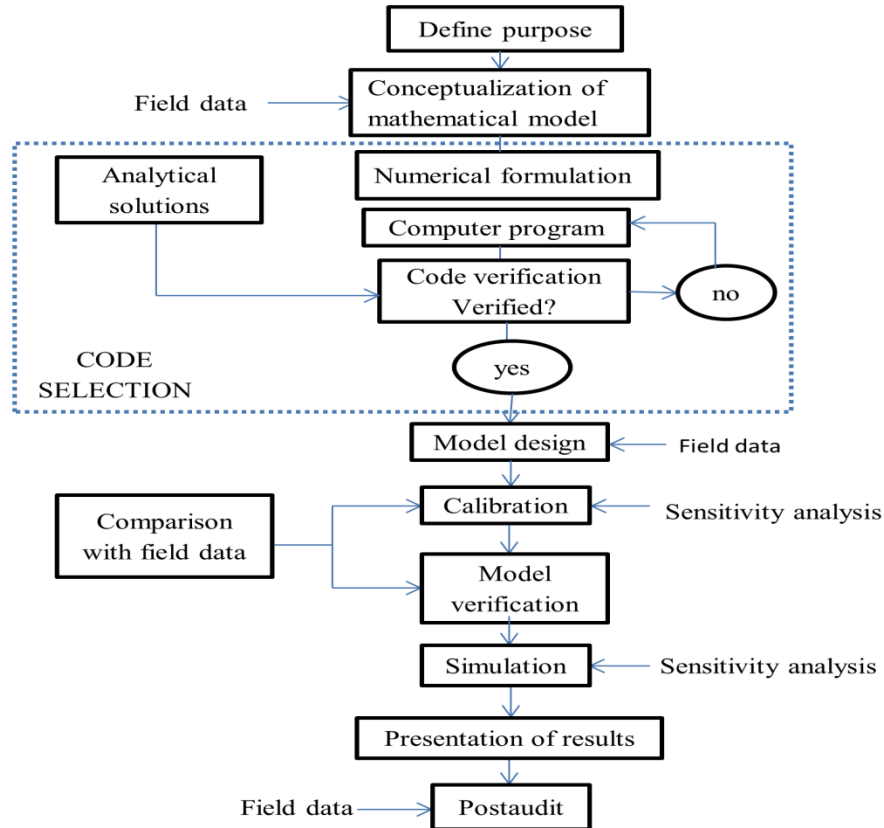 Define purpose
Field data
Conceptualization of
mathematical model
Analytical
solutions
Numerical formulation
Computer program
Code verification
Verified?
no
CODE
SELECTION
yes
Model design
Field data
Calibration
Sensitivity analysis
Comparison
with field data
Model
verification
Simulation
Sensitivity analysis
Presentation of results
Field data
Postaudit